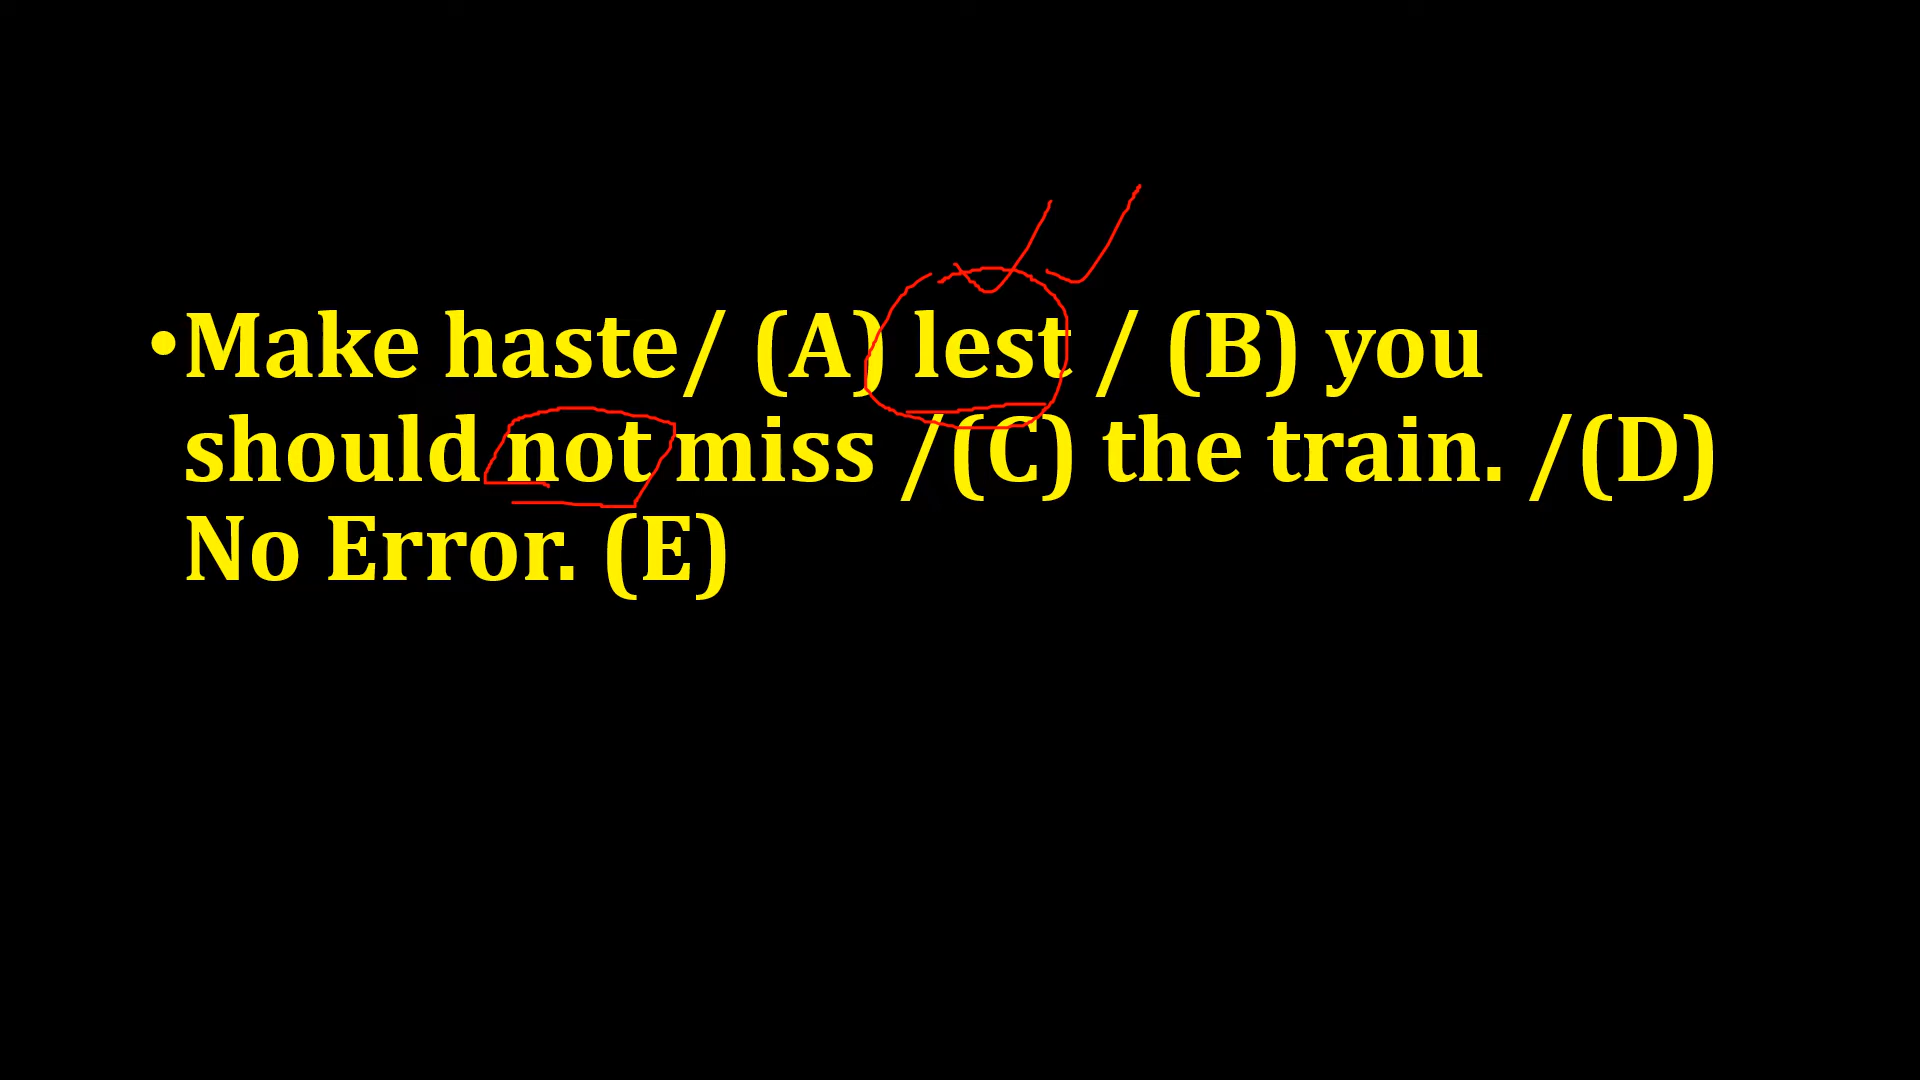 •Make haste/ (A) lest / (B) you
should not miss /(C) the train. /(D)
No Error. (E)